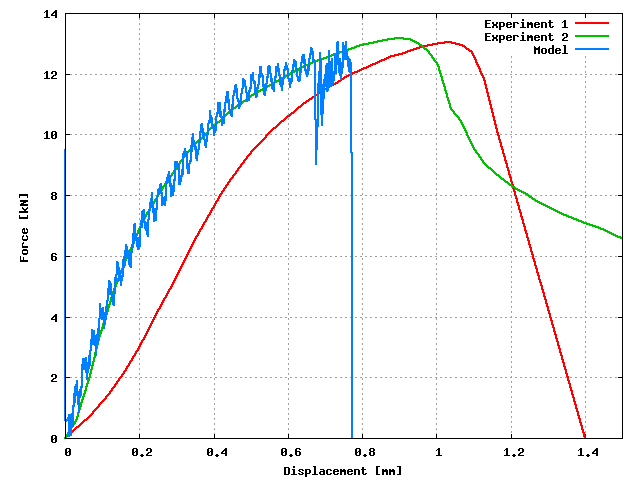 14
12
10
8
6
4
2
0
Force [kN]
Experiment 1
Experiment 2
Model
0 0.2 0.4 0.6 0.8 1 1.2 1.4
Displacement [mm]